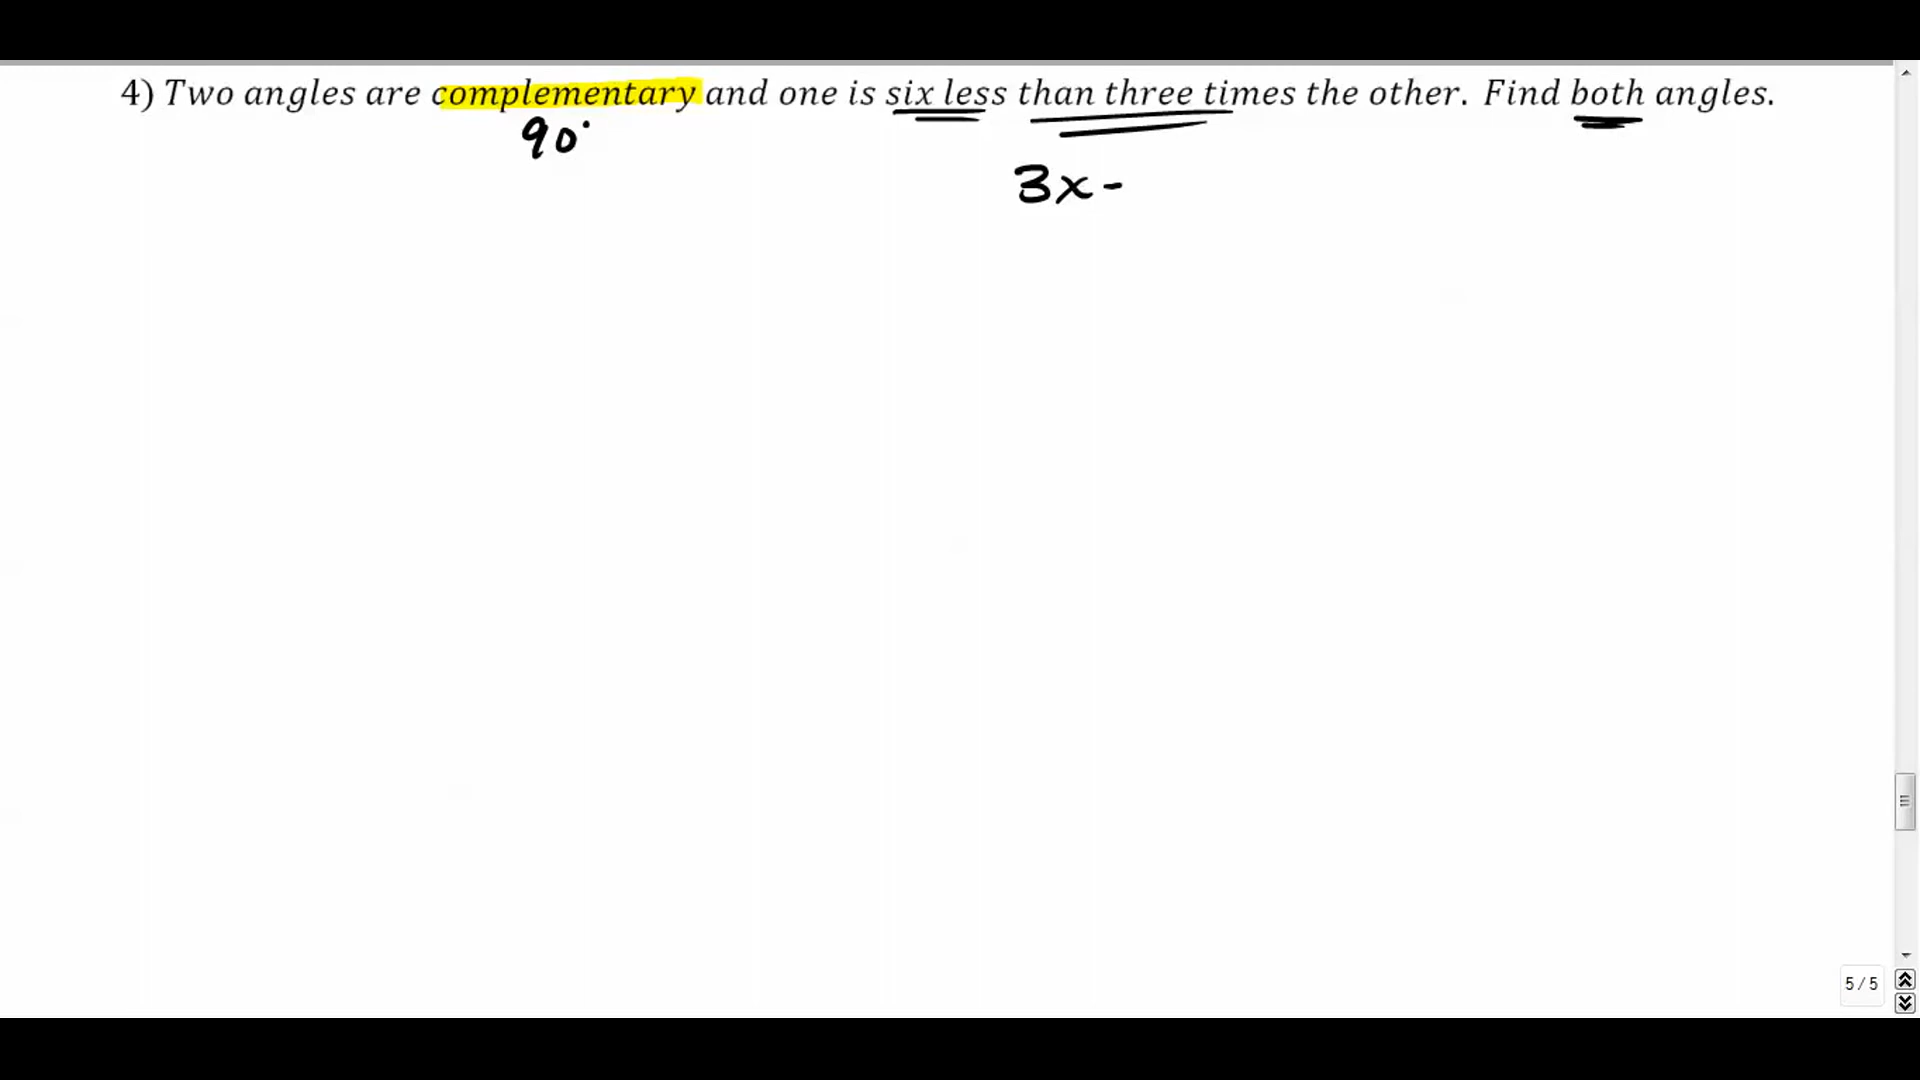 4) Two angles are complementary and one is six less than three times the other. Find both angles.
90°
3x -
5/5